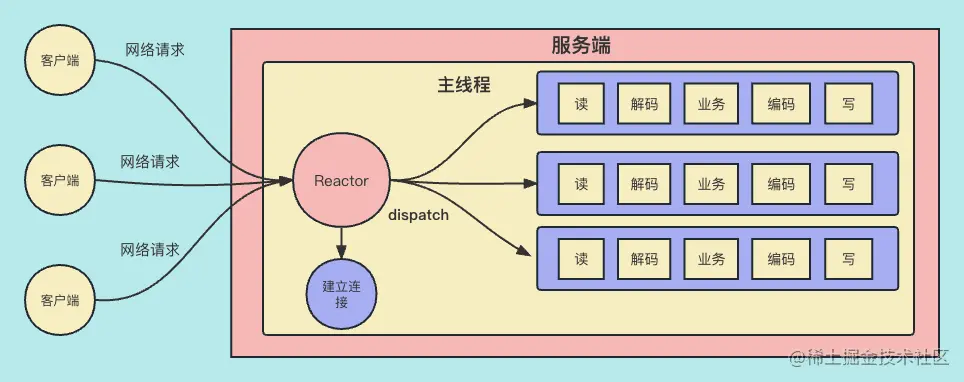 服务端
主线程
客户端
网络请求
客户端
网络请求
客户端
网络请求
Reactor
dispatch
建立连
接
读 解码 业务 编码 写
读 解码 业务 编码 写
读 解码 业务 编码 写
@稀土掘金技术社区